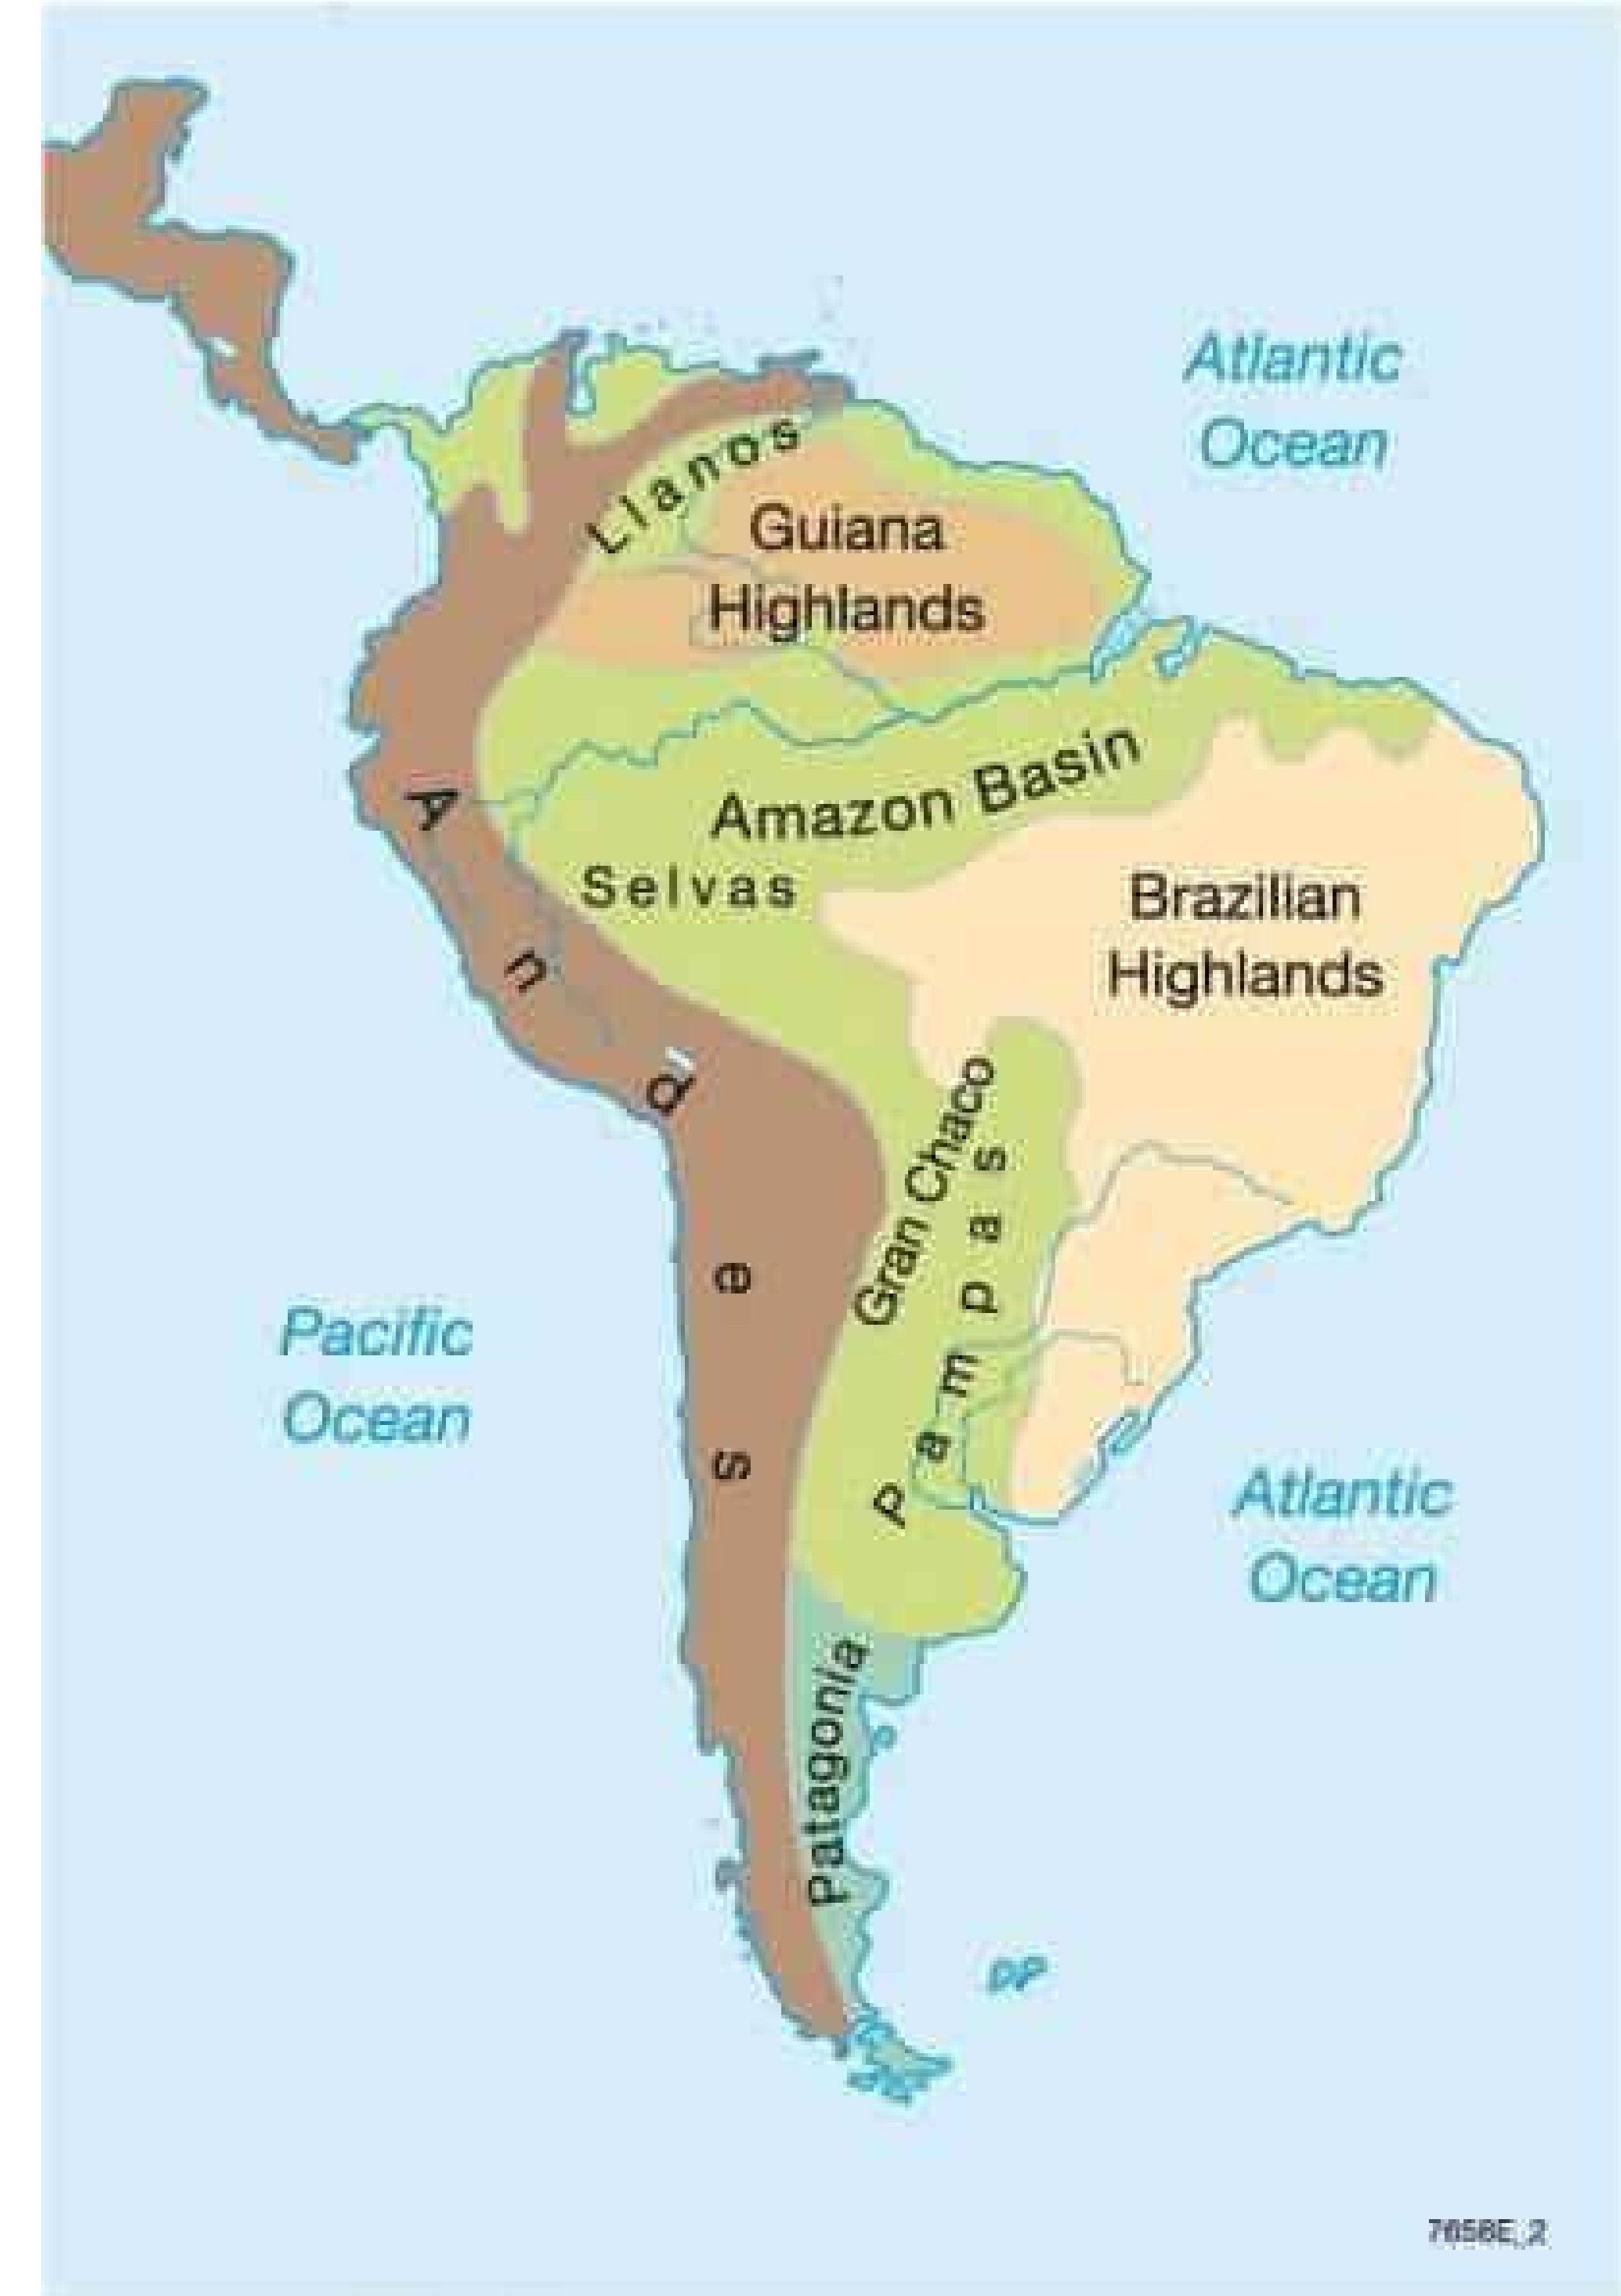 Atlantic
Ocean
Llanos
Guiana
Highlands
Amazon Basin
Selvas
Brazilian
Highlands
Andes
Gran Chaco
Pampas
Pacific
Ocean
Atlantic
Ocean
Patagonia
DP
7658E_2